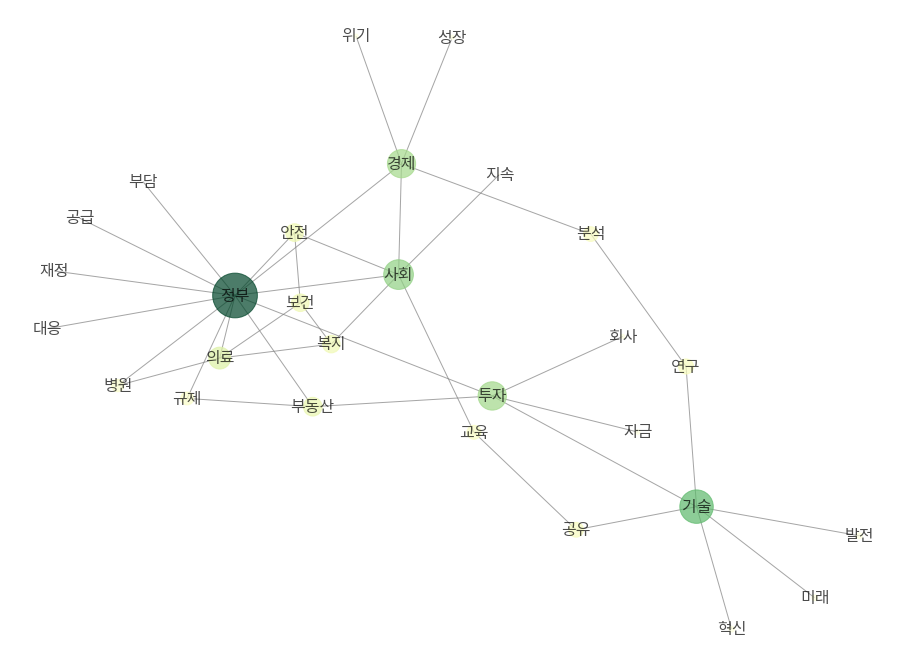 위기
성장
경제
지속
부담
공급
안전
분석
재정
사회
정부
보건
대응
회사
복지
의료
연구
병원
투자
규제
부동산
교육
자금
기술
공유
발전
미래
혁신